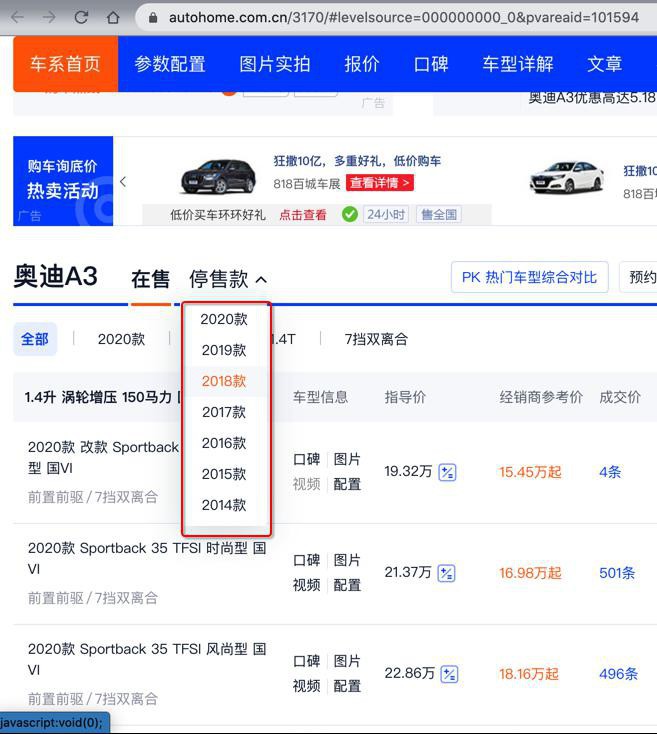 autohome.com.cn/3170/#levelsource=000000000_0&pvareaid=101594
车系首页 参数配置 图片实拍 报价 口碑 车型详解 文章
广告
奥迪A3优惠高达5.18
购车询底价
热卖活动
广告
狂撒10亿，多重好礼，低价购车
818百城车展 查看详情 >
低价买车环环好礼 点击查看 24小时 售全国
狂撒10
818百
奥迪A3 在售 停售款
PK 热门车型综合对比 预约
全部 2020款 1.4T 7挡双离合
2020款
2019款
2018款
2017款
2016款
2015款
2014款
1.4升 涡轮增压 150马力 车型信息 指导价 经销商参考价 成交价
2020款 改款 Sportback
型 国VI
前置前驱 / 7挡双离合
口碑 图片
视频 配置
19.32万 15.45万起 4条
2020款 Sportback 35 TFSI 时尚型 国
VI
前置前驱 / 7挡双离合
口碑 图片
视频 配置
21.37万 16.98万起 501条
2020款 Sportback 35 TFSI 风尚型 国
VI
前置前驱 / 7挡双离合
口碑 图片
视频 配置
22.86万 18.16万起 496条
javascript:void(0);